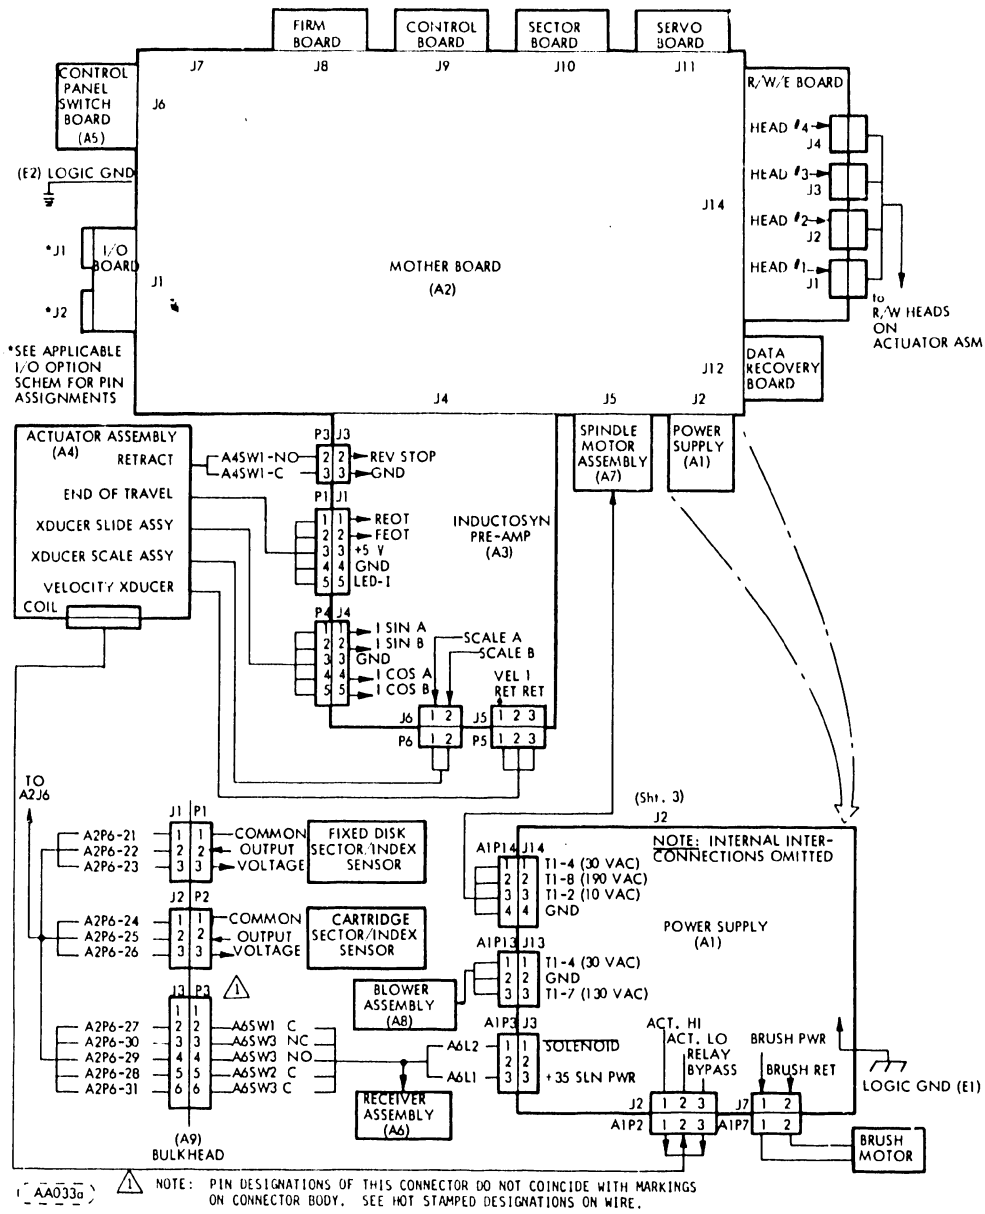 FIRM BOARD
CONTROL BOARD
SECTOR BOARD
SERVO BOARD
J7
J8
J9
J10
J11
CONTROL PANEL SWITCH BOARD (A5)
J6
R/W/E BOARD
HEAD #4
J4
HEAD #3
J3
HEAD #2
J2
HEAD #1
J1
to R/W HEADS ON ACTUATOR ASM
(E2) LOGIC GND
J14
*J1
I/O BOARD
J1
*J2
MOTHER BOARD (A2)
*SEE APPLICABLE
I/O OPTION
SCHEM FOR PIN
ASSIGNMENTS
J12
DATA RECOVERY BOARD
J4
J5
J2
SPINDLE MOTOR ASSEMBLY (A7)
POWER SUPPLY (A1)
ACTUATOR ASSEMBLY (A4)
RETRACT
END OF TRAVEL
XDUCER SLIDE ASSY
XDUCER SCALE ASSY
VELOCITY XDUCER
COIL
P3 J3
A4SW1-NO 2 2 REV STOP
A4SW1-C 3 3 GND
P1 J1
1 1 REOT
2 2 FEOT
3 3 +5 V
4 4 GND
5 5 LED-I
INDUCTOSYN PRE-AMP (A3)
P4 J4
1 1 I SIN A
2 2 I SIN B
3 3 GND
4 4 I COS A
5 5 I COS B
SCALE A
SCALE B
VEL 1
RET RET
J6 1 2
P6 1 2
J5 1 2 3
P5 1 2 3
TO A2J6
J1 P1
A2P6-21 1 1 COMMON
A2P6-22 2 2 OUTPUT
A2P6-23 3 3 VOLTAGE
FIXED DISK SECTOR/INDEX SENSOR
J2 P2
A2P6-24 1 1 COMMON
A2P6-25 2 2 OUTPUT
A2P6-26 3 3 VOLTAGE
CARTRIDGE SECTOR/INDEX SENSOR
J3 P3
1
1 1
A2P6-27 2 2 A6SW1 C
A2P6-30 3 3 A6SW3 NC
A2P6-29 4 4 A6SW3 NO
A2P6-28 5 5 A6SW2 C
A2P6-31 6 6 A6SW3 C
(A9) BULKHEAD
RECEIVER ASSEMBLY (A6)
(Sht. 3)
J2
NOTE: INTERNAL INTER-
CONNECTIONS OMITTED
A1P14 J14
1 1 T1-4 (30 VAC)
2 2 T1-8 (190 VAC)
3 3 T1-2 (10 VAC)
4 4 GND
POWER SUPPLY (A1)
A1P13 J13
1 1 T1-4 (30 VAC)
2 2 GND
3 3 T1-7 (130 VAC)
BLOWER ASSEMBLY (A8)
A1P3 J3
A6L2 1 1 SOLENOID
2 2
A6L1 3 3 +35 SLN PWR
ACT. HI
ACT. LO
RELAY BYPASS
BRUSH PWR
BRUSH RET
LOGIC GND (E1)
J2 1 2 3
A1P2 1 2 3
J7 1 2
A1P7 1 2
BRUSH MOTOR
AA033a
1 NOTE: PIN DESIGNATIONS OF THIS CONNECTOR DO NOT COINCIDE WITH MARKINGS
ON CONNECTOR BODY. SEE HOT STAMPED DESIGNATIONS ON WIRE.